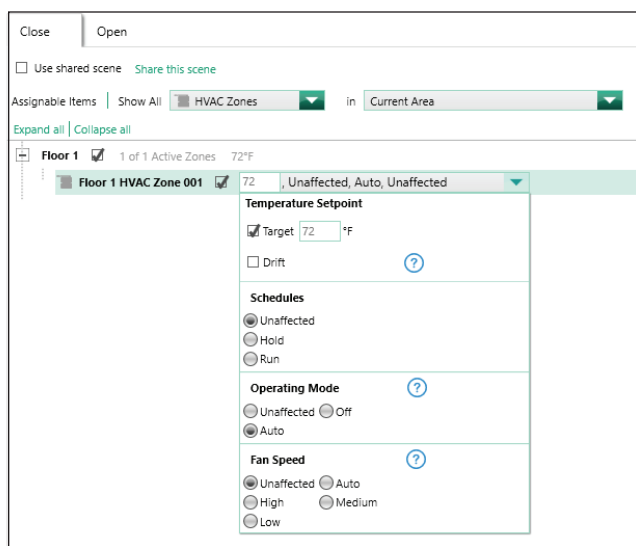 Close Open
Use shared scene Share this scene
Assignable Items Show All HVAC Zones in Current Area
Expand all Collapse all
Floor 1 1 of 1 Active Zones 72°F
Floor 1 HVAC Zone 001 72 , Unaffected, Auto, Unaffected
Temperature Setpoint
Target 72 °F
Drift ?
Schedules
Unaffected
Hold
Run
Operating Mode ?
Unaffected Off
Auto
Fan Speed ?
Unaffected Auto
High Medium
Low